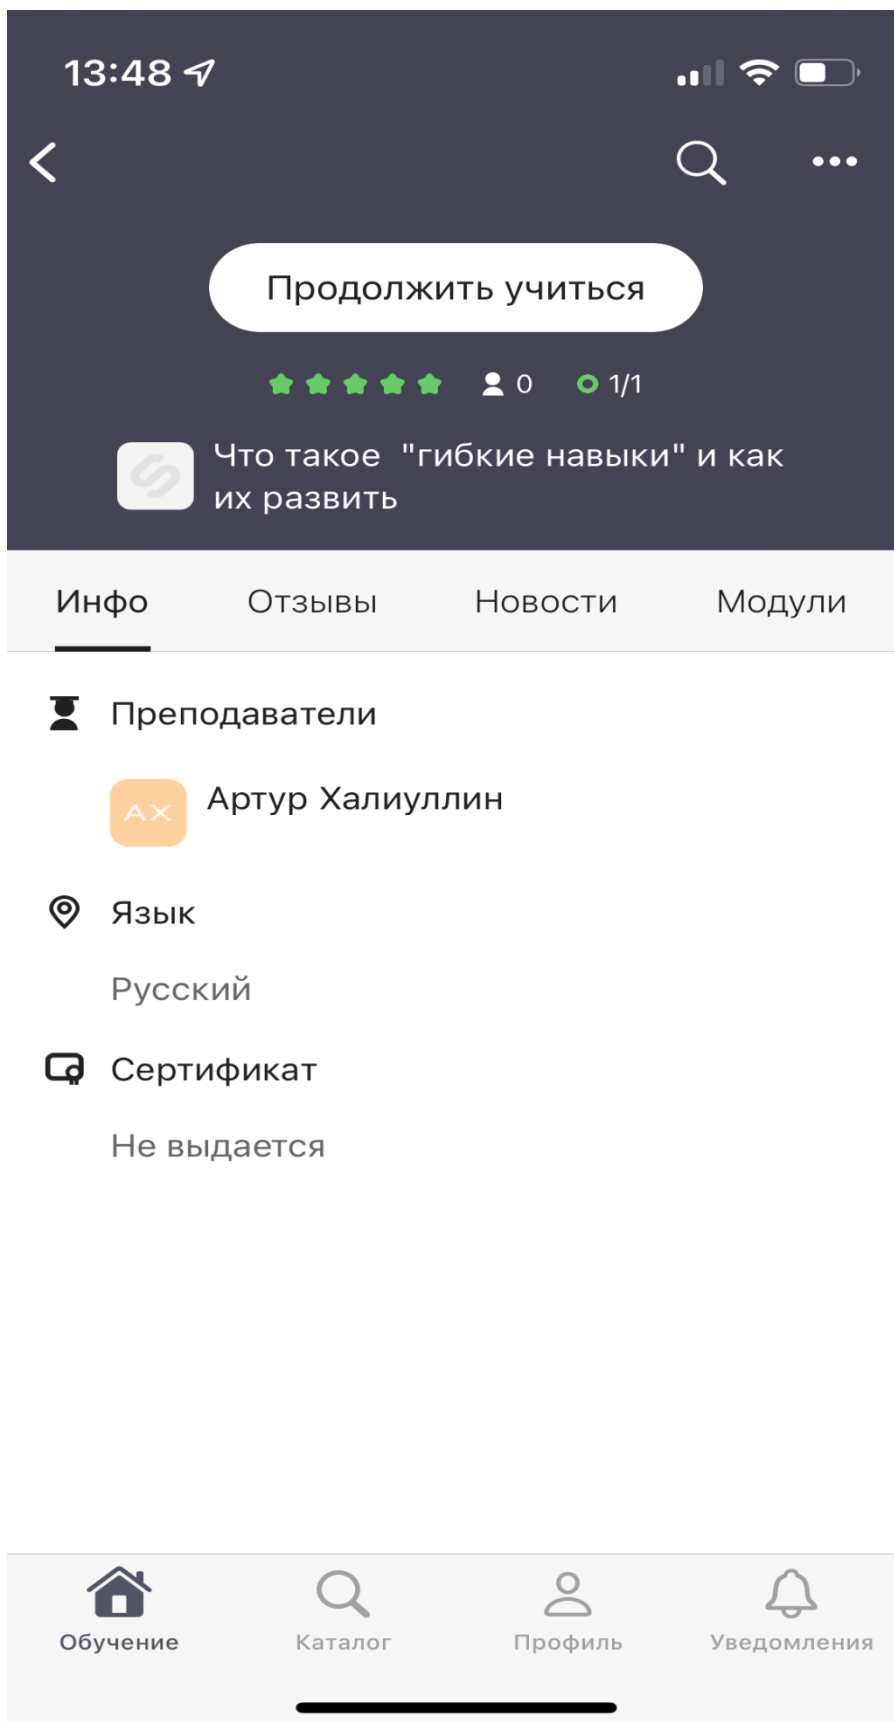 13:48
Продолжить учиться
0 1/1
Что такое "гибкие навыки" и как
их развить
Инфо Отзывы Новости Модули
Преподаватели
АХ Артур Халиуллин
Язык
Русский
Сертификат
Не выдается
Обучение Каталог Профиль Уведомления